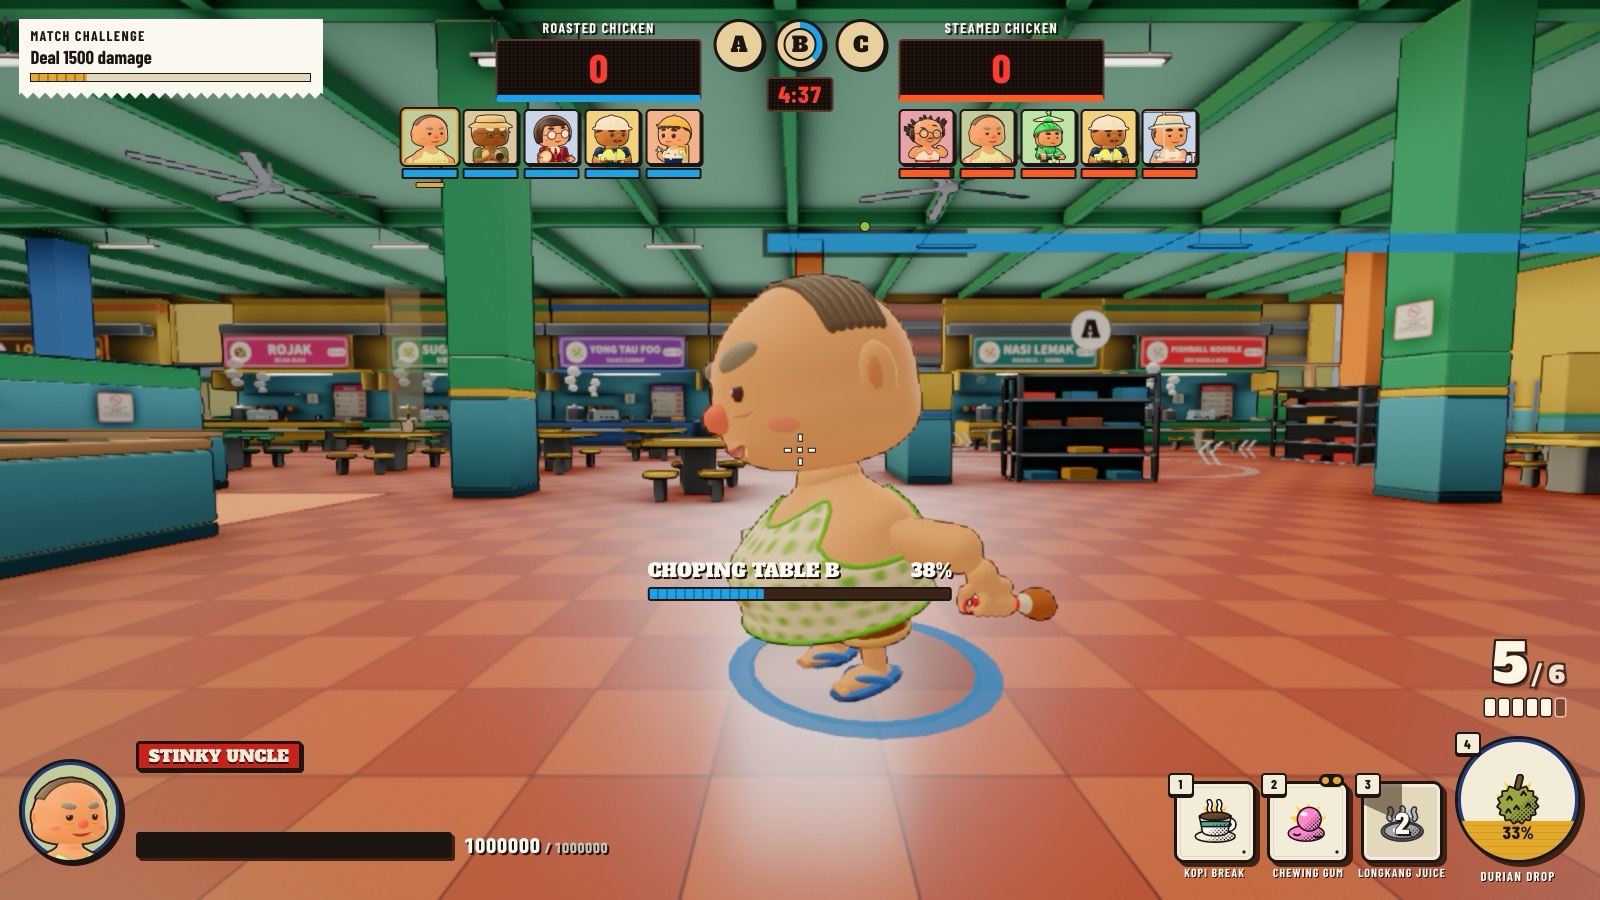 MATCH CHALLENGE
Deal 1500 damage
ROASTED CHICKEN
0
A
B
C
4:37
STEAMED CHICKEN
0
ROJAK
SUG
YONG TAU FOO
NASI LEMAK
A
FISHBALL NOODLE
CHOPING TABLE B
38%
5/6
STINKY UNCLE
1000000 / 1000000
1
KOPI BREAK
2
CHEWING GUM
3
2
LONGKANG JUICE
4
33%
DURIAN DROP